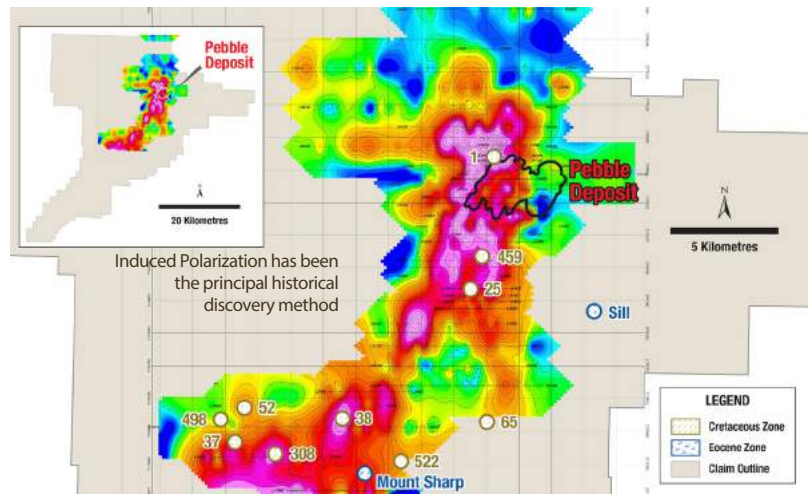 Pebble
Deposit
N
20 Kilometres
Induced Polarization has been
the principal historical
discovery method
1
Pebble
Deposit
N
5 Kilometres
459
25
Sill
52
498
38
65
37
308
522
Mount Sharp
LEGEND
Cretaceous Zone
Eocene Zone
Claim Outline